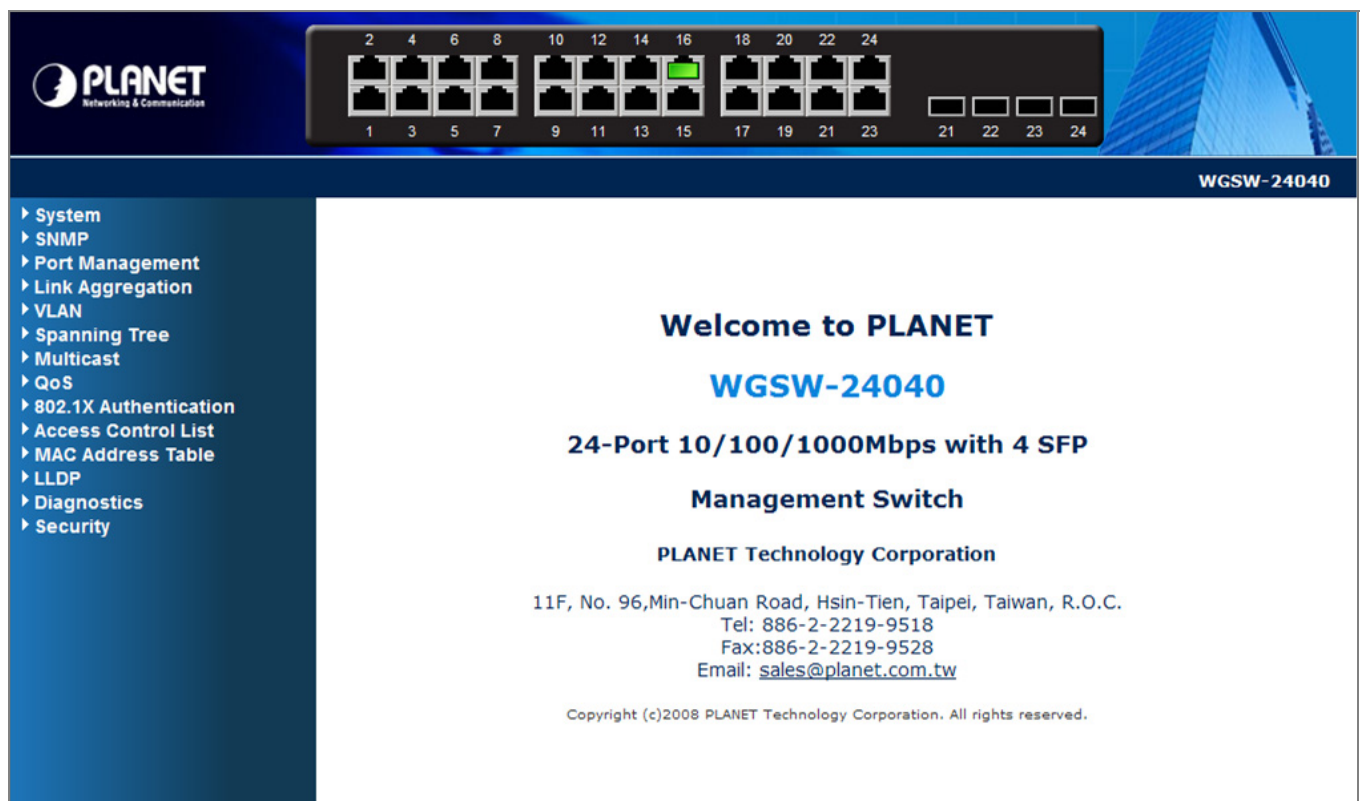 PLANET
Networking & Communication
2 4 6 8 10 12 14 16 18 20 22 24
1 3 5 7 9 11 13 15 17 19 21 23 21 22 23 24
WGSW-24040
System
SNMP
Port Management
Link Aggregation
VLAN
Spanning Tree
Multicast
QoS
802.1X Authentication
Access Control List
MAC Address Table
LLDP
Diagnostics
Security
Welcome to PLANET
WGSW-24040
24-Port 10/100/1000Mbps with 4 SFP
Management Switch
PLANET Technology Corporation
11F, No. 96,Min-Chuan Road, Hsin-Tien, Taipei, Taiwan, R.O.C.
Tel: 886-2-2219-9518
Fax:886-2-2219-9528
Email: sales@planet.com.tw
Copyright (c)2008 PLANET Technology Corporation. All rights reserved.